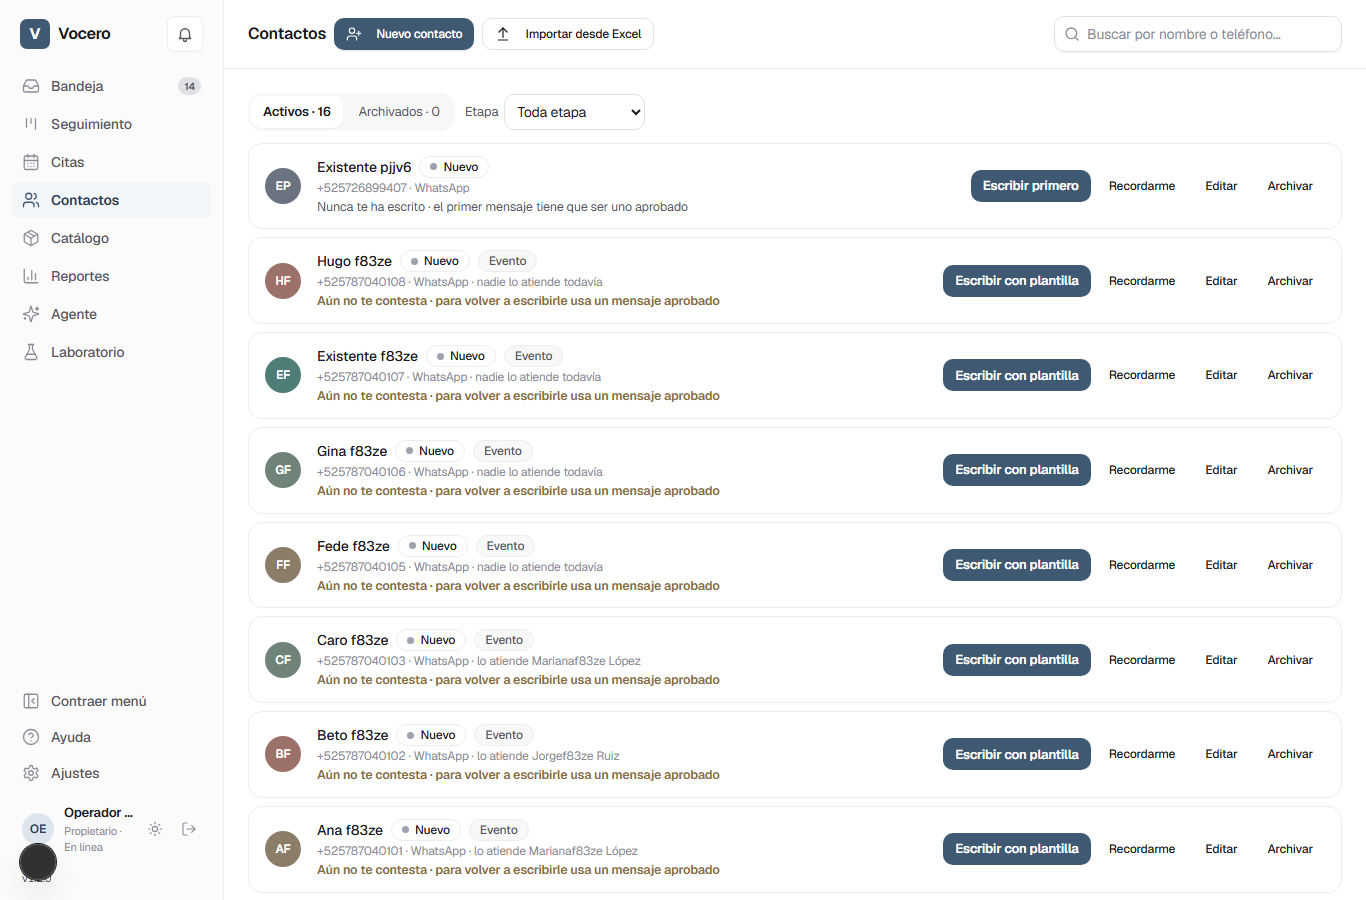 V Vocero
Bandeja 14
Seguimiento
Citas
Contactos
Catálogo
Reportes
Agente
Laboratorio
Contraer menú
Ayuda
Ajustes
OE Operador ...
Propietario ·
En línea
Contactos Nuevo contacto Importar desde Excel Buscar por nombre o teléfono...
Activos · 16 Archivados · 0 Etapa Toda etapa
EP Existente pjjv6 Nuevo
+525726899407 · WhatsApp
Nunca te ha escrito · el primer mensaje tiene que ser uno aprobado
Escribir primero Recordarme Editar Archivar
HF Hugo f83ze Nuevo Evento
+525787040108 · WhatsApp · nadie lo atiende todavía
Aún no te contesta · para volver a escribirle usa un mensaje aprobado
Escribir con plantilla Recordarme Editar Archivar
EF Existente f83ze Nuevo Evento
+525787040107 · WhatsApp · nadie lo atiende todavía
Aún no te contesta · para volver a escribirle usa un mensaje aprobado
Escribir con plantilla Recordarme Editar Archivar
GF Gina f83ze Nuevo Evento
+525787040106 · WhatsApp · nadie lo atiende todavía
Aún no te contesta · para volver a escribirle usa un mensaje aprobado
Escribir con plantilla Recordarme Editar Archivar
FF Fede f83ze Nuevo Evento
+525787040105 · WhatsApp · nadie lo atiende todavía
Aún no te contesta · para volver a escribirle usa un mensaje aprobado
Escribir con plantilla Recordarme Editar Archivar
CF Caro f83ze Nuevo Evento
+525787040103 · WhatsApp · lo atiende Marianaf83ze López
Aún no te contesta · para volver a escribirle usa un mensaje aprobado
Escribir con plantilla Recordarme Editar Archivar
BF Beto f83ze Nuevo Evento
+525787040102 · WhatsApp · lo atiende Jorgef83ze Ruiz
Aún no te contesta · para volver a escribirle usa un mensaje aprobado
Escribir con plantilla Recordarme Editar Archivar
AF Ana f83ze Nuevo Evento
+525787040101 · WhatsApp · lo atiende Marianaf83ze López
Aún no te contesta · para volver a escribirle usa un mensaje aprobado
Escribir con plantilla Recordarme Editar Archivar